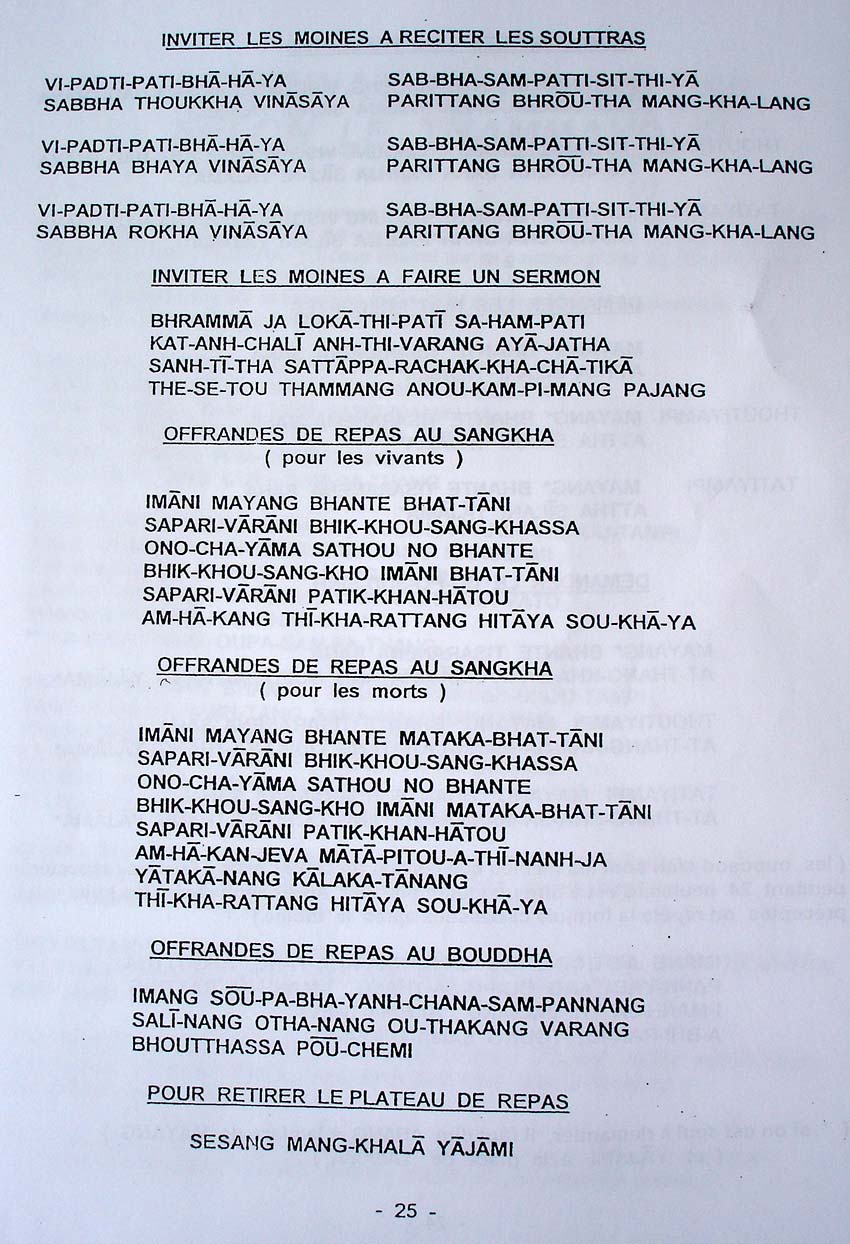 INVITER LES MOINES A RECITER LES SOUTTRAS
VI-PADTI-PATI-BHĀ-HĀ-YA SAB-BHA-SAM-PATTI-SIT-THI-YĀ
SABBHA THOUKKHA VINĀSĀYA PARITTANG BHRŌŪ-THA MANG-KHA-LANG
VI-PADTI-PATI-BHĀ-HĀ-YA SAB-BHA-SAM-PATTI-SIT-THI-YĀ
SABBHA BHAYA VINĀSĀYA PARITTANG BHRŌŪ-THA MANG-KHA-LANG
VI-PADTI-PATI-BHĀ-HĀ-YA SAB-BHA-SAM-PATTI-SIT-THI-YĀ
SABBHA ROKHA VINĀSĀYA PARITTANG BHRŌŪ-THA MANG-KHA-LANG
INVITER LES MOINES A FAIRE UN SERMON
BHRAMMĀ JA LOKĀ-THI-PATĪ SA-HAM-PATI
KAT-ANH-CHALĪ ANH-THI-VARANG AYĀ-JATHA
SANH-TĪ-THA SATTĀPPA-RACHAK-KHA-CHĀ-TIKĀ
THE-SE-TOU THAMMANG ANOU-KAM-PI-MANG PAJANG
OFFRANDES DE REPAS AU SANGKHA
( pour les vivants )
IMĀNI MAYANG BHANTE BHAT-TĀNI
SAPARI-VĀRĀNI BHIK-KHOU-SANG-KHASSA
ONO-CHA-YĀMA SATHOU NO BHANTE
BHIK-KHOU-SANG-KHO IMĀNI BHAT-TĀNI
SAPARI-VĀRĀNI PATIK-KHAN-HĀTOU
AM-HĀ-KANG THĪ-KHA-RATTANG HITĀYA SOU-KHĀ-YA
OFFRANDES DE REPAS AU SANGKHA
( pour les morts )
IMĀNI MAYANG BHANTE MATAKA-BHAT-TĀNI
SAPARI-VĀRĀNI BHIK-KHOU-SANG-KHASSA
ONO-CHA-YĀMA SATHOU NO BHANTE
BHIK-KHOU-SANG-KHO IMĀNI MATAKA-BHAT-TĀNI
SAPARI-VĀRĀNI PATIK-KHAN-HĀTOU
AM-HĀ-KAN-JEVA MĀTĀ-PITOU-A-THĪ-NANH-JA
YĀTAKĀ-NANG KĀLAKA-TĀNANG
THĪ-KHA-RATTANG HITĀYA SOU-KHĀ-YA
OFFRANDES DE REPAS AU BOUDDHA
IMANG SŌŪ-PA-BHA-YANH-CHANA-SAM-PANNANG
SALĪ-NANG OTHA-NANG OU-THAKANG VARANG
BHOUTTHASSA PŌŪ-CHEMI
POUR RETIRER LE PLATEAU DE REPAS
SESANG MANG-KHALĀ YĀJĀMI
- 25 -